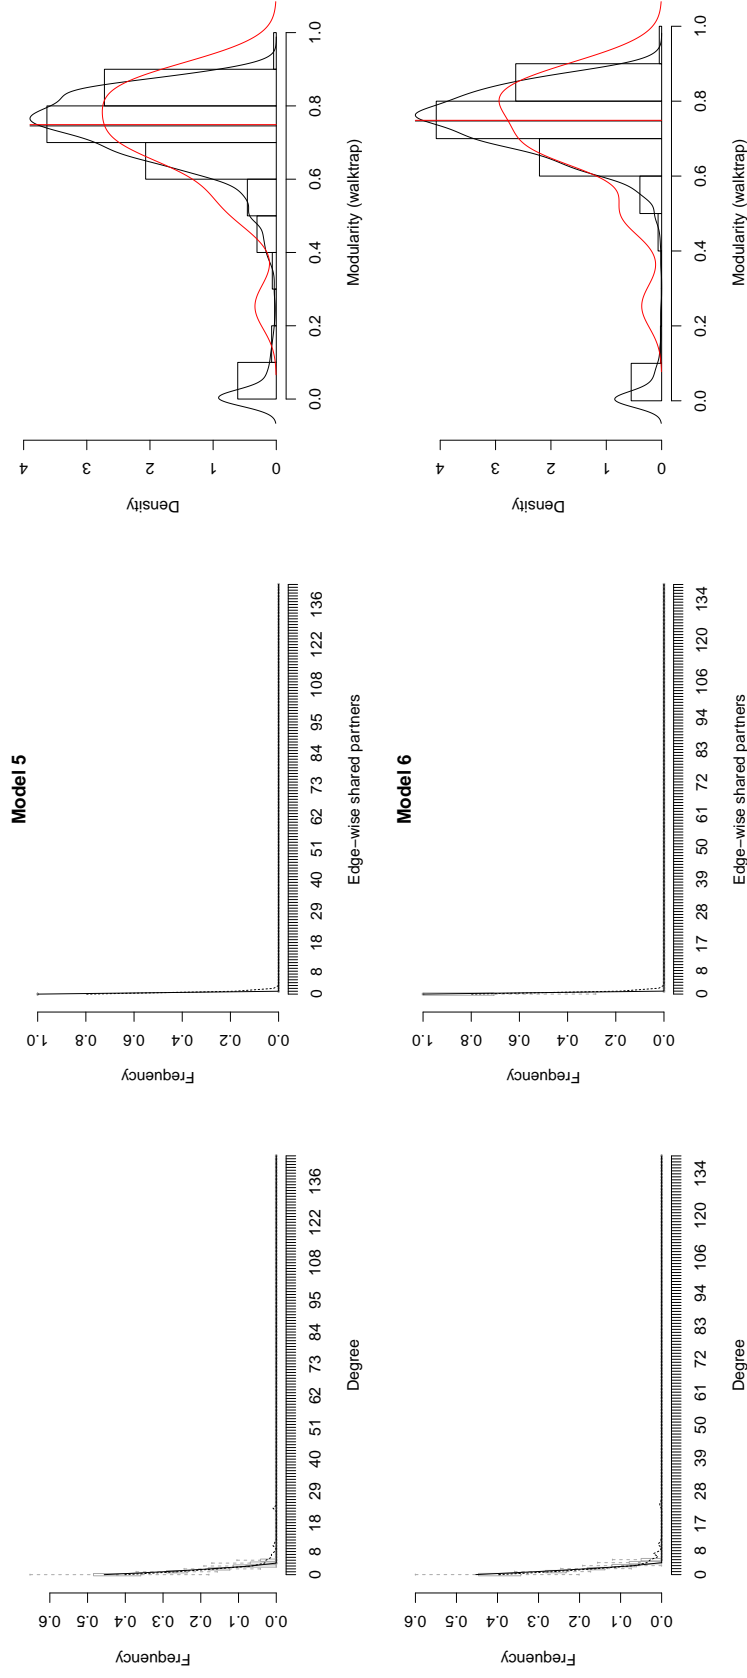 Model 5
Frequency
0.6
0.5
0.4
0.3
0.2
0.1
0.0
0 8 18 29 40 51 62 73 84 95 108 122 136
Degree
Frequency
1.0
0.8
0.6
0.4
0.2
0.0
0 8 18 29 40 51 62 73 84 95 108 122 136
Edge−wise shared partners
Density
4
3
2
1
0
0.0 0.2 0.4 0.6 0.8 1.0
Modularity (walktrap)
Model 6
Frequency
0.6
0.5
0.4
0.3
0.2
0.1
0.0
0 8 17 28 39 50 61 72 83 94 106 120 134
Degree
Frequency
1.0
0.8
0.6
0.4
0.2
0.0
0 8 17 28 39 50 61 72 83 94 106 120 134
Edge−wise shared partners
Density
4
3
2
1
0
0.0 0.2 0.4 0.6 0.8 1.0
Modularity (walktrap)